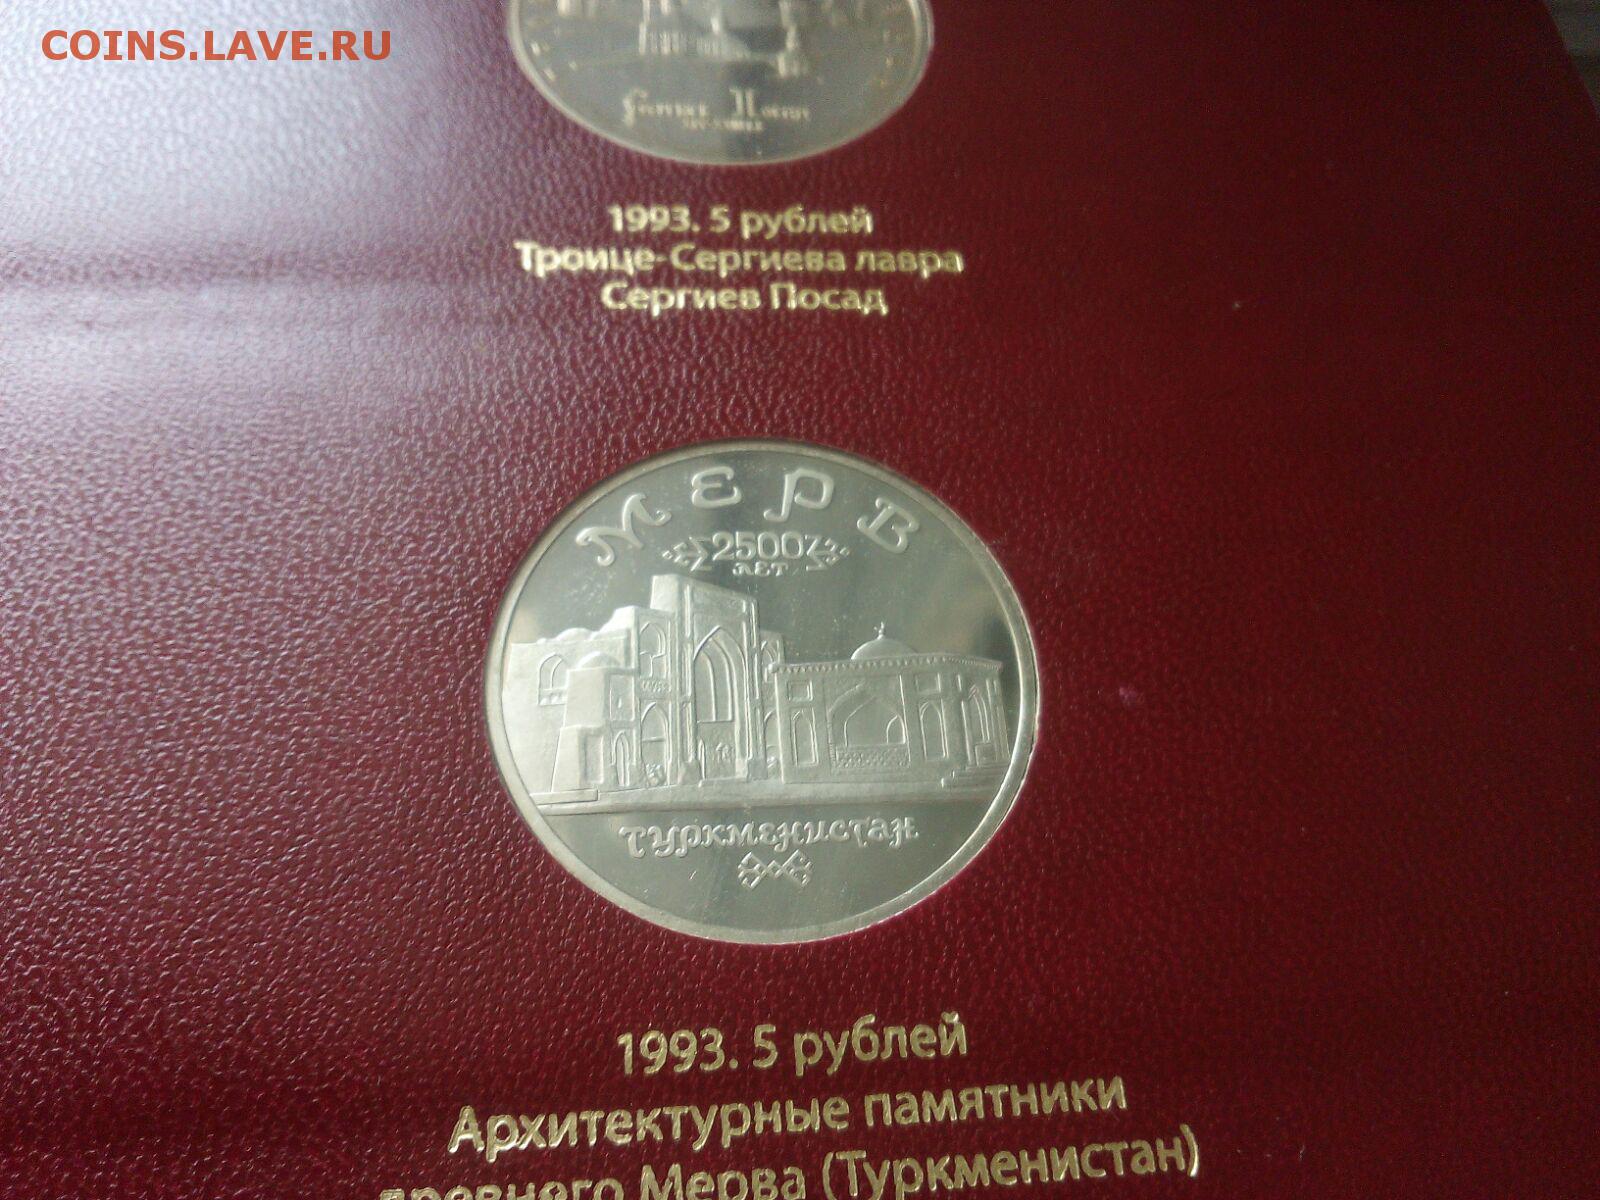 COINS.LAVE.RU
1993. 5 рублей
Троице-Сергиева лавра
Сергиев Посад
МЕРВ
2500
ЛЕТ
ТУРКМЕНИСТАН
1993. 5 рублей
Архитектурные памятники
древнего Мерва (Туркменистан)